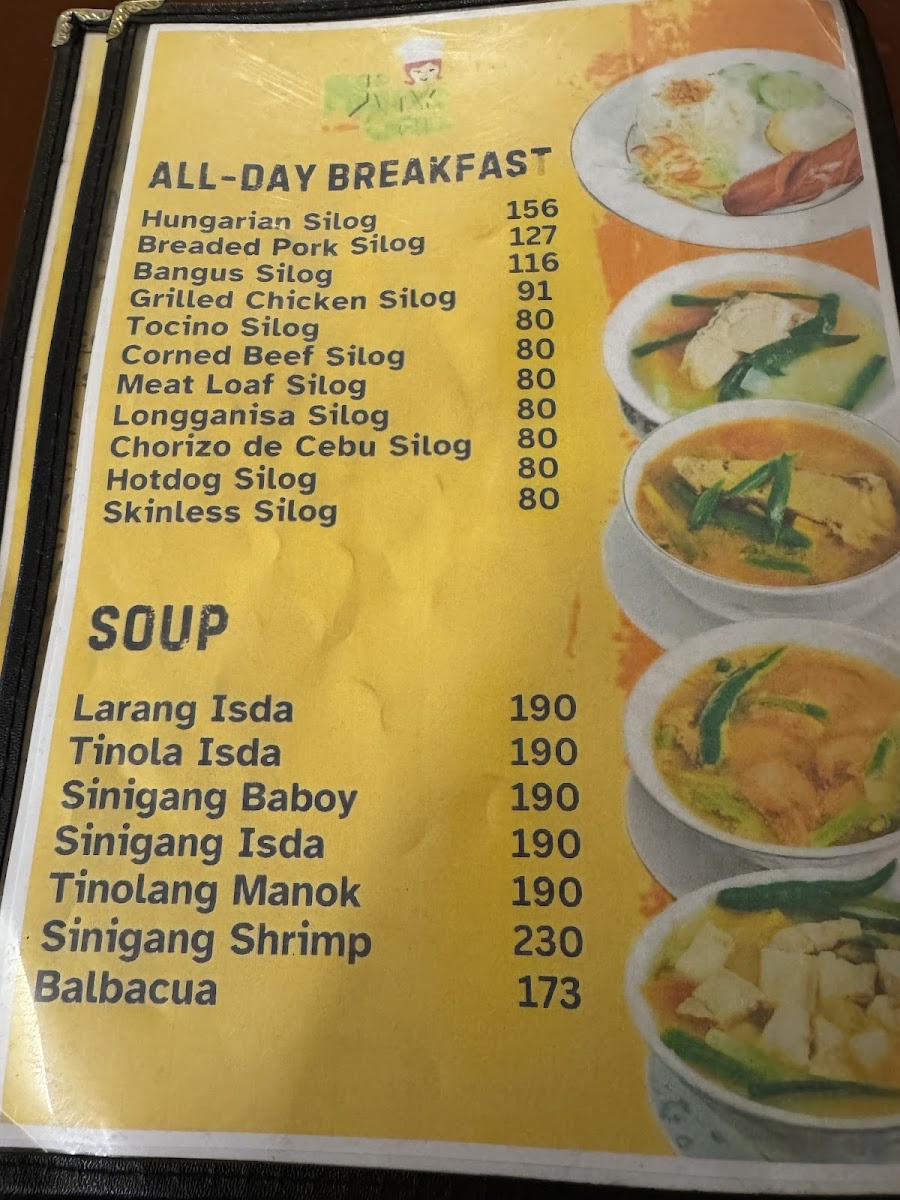 ALL-DAY BREAKFAST
Hungarian Silog 156
Breaded Pork Silog 127
Bangus Silog 116
Grilled Chicken Silog 91
Tocino Silog 80
Corned Beef Silog 80
Meat Loaf Silog 80
Longganisa Silog 80
Chorizo de Cebu Silog 80
Hotdog Silog 80
Skinless Silog 80
SOUP
Larang Isda 190
Tinola Isda 190
Sinigang Baboy 190
Sinigang Isda 190
Tinolang Manok 190
Sinigang Shrimp 230
Balbacua 173